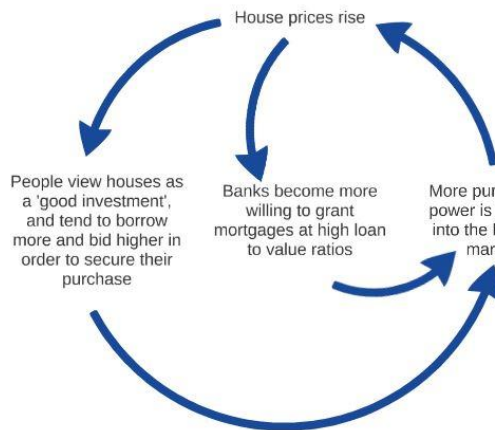 House prices rise
People view houses as
a 'good investment',
and tend to borrow
more and bid higher in
order to secure their
purchase
Banks become more
willing to grant
mortgages at high loan
to value ratios
More
power is
into the